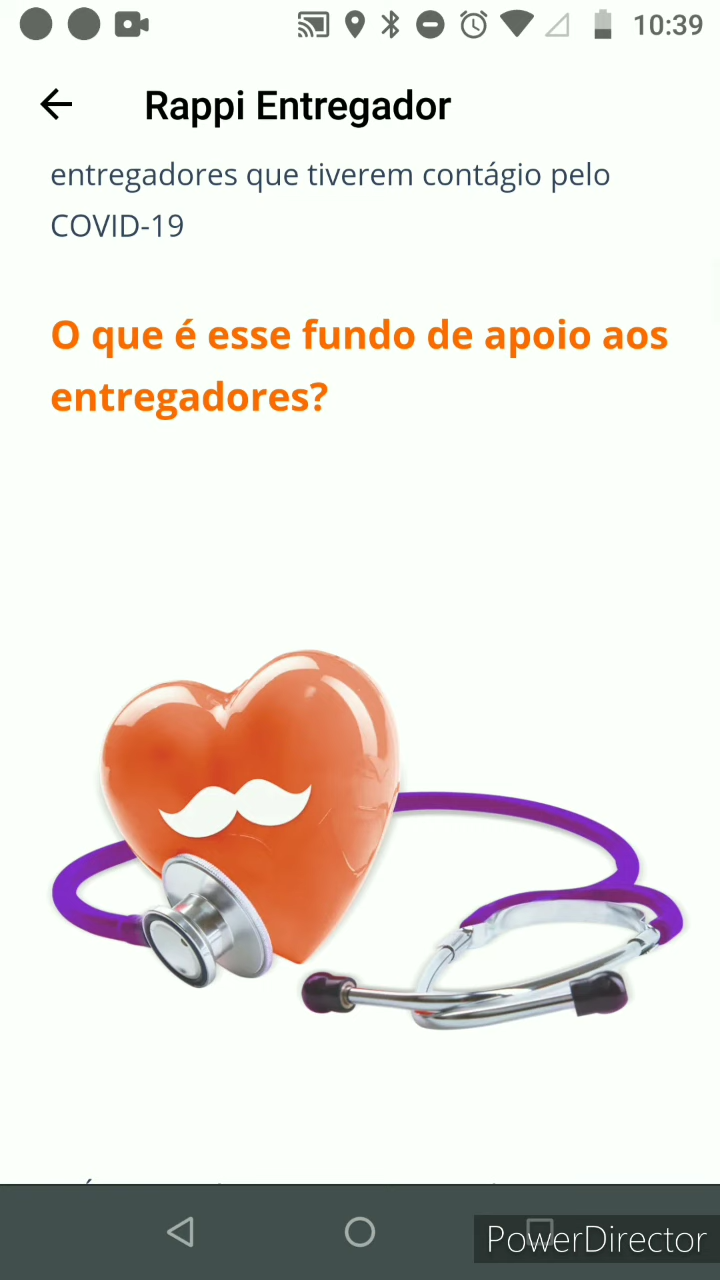 10:39
Rappi Entregador
entregadores que tiverem contágio pelo
COVID-19
O que é esse fundo de apoio aos
entregadores?
PowerDirector